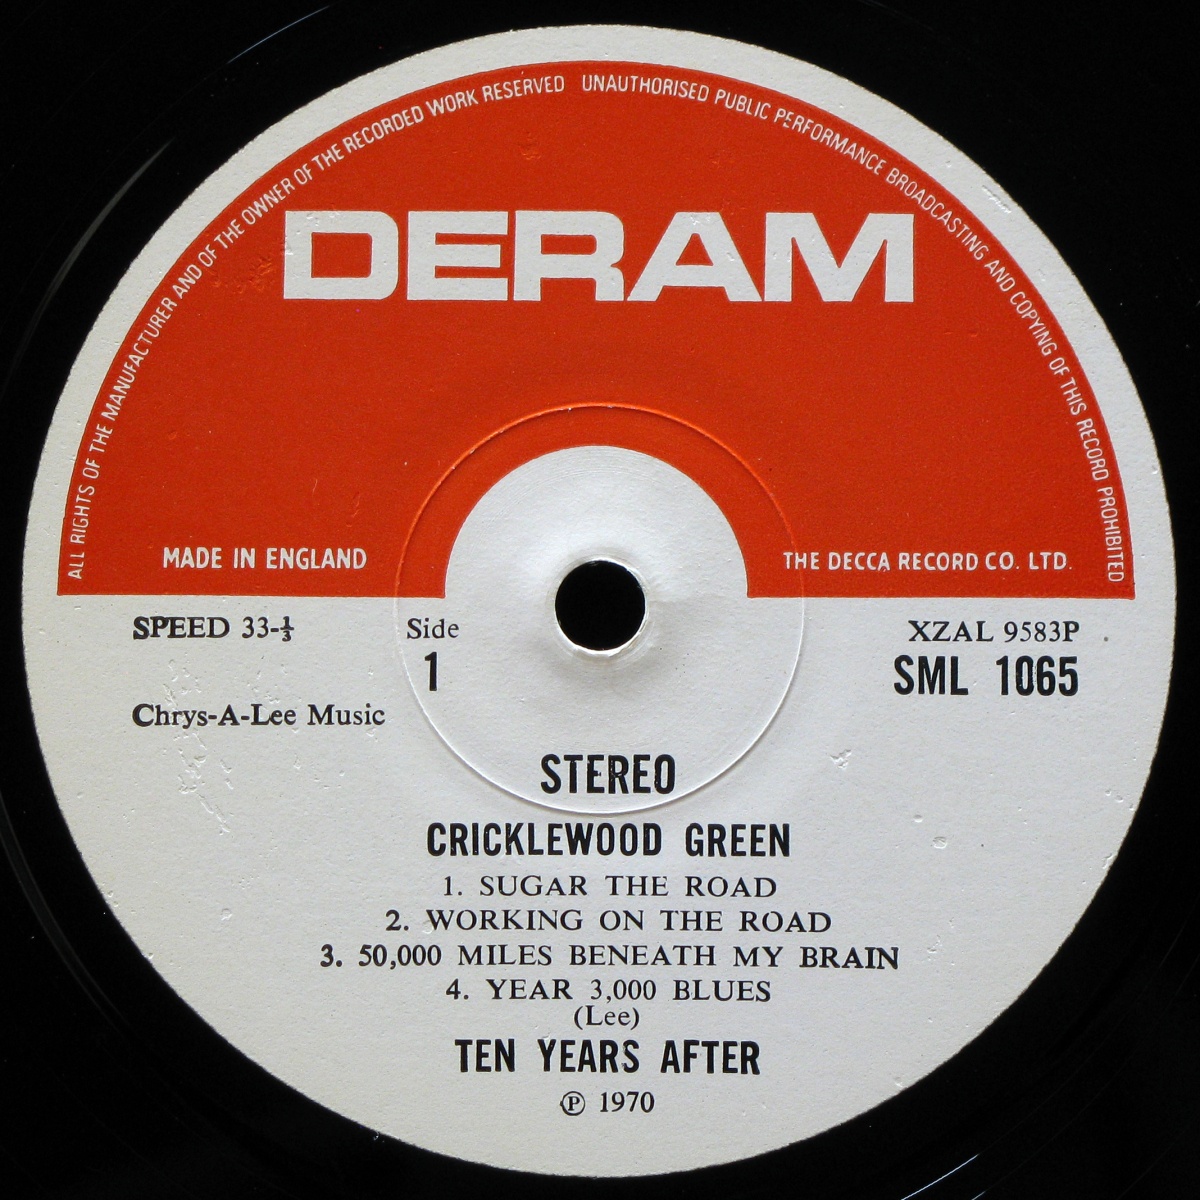 ALL RIGHTS OF THE MANUFACTURER AND OF THE OWNER OF THE RECORDED WORK RESERVED UNAUTHORISED PUBLIC PERFORMANCE BROADCASTING AND COPYING OF THIS RECORD PROHIBITED
DERAM
MADE IN ENGLAND
THE DECCA RECORD CO. LTD.
SPEED 33-⅓
Side
1
XZAL 9583P
SML 1065
Chrys-A-Lee Music
STEREO
CRICKLEWOOD GREEN
1. SUGAR THE ROAD
2. WORKING ON THE ROAD
3. 50,000 MILES BENEATH MY BRAIN
4. YEAR 3,000 BLUES
(Lee)
TEN YEARS AFTER
℗ 1970